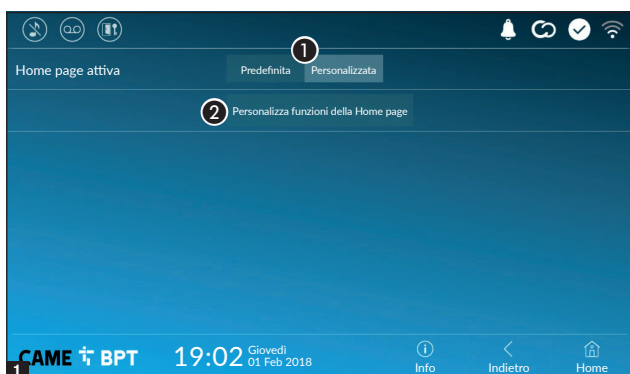 1
Home page attiva
Predefinita
Personalizzata
2
Personalizza funzioni della Home page
CAME BPT
19:02
Giovedì
01 Feb 2018
Info
Indietro
Home
1